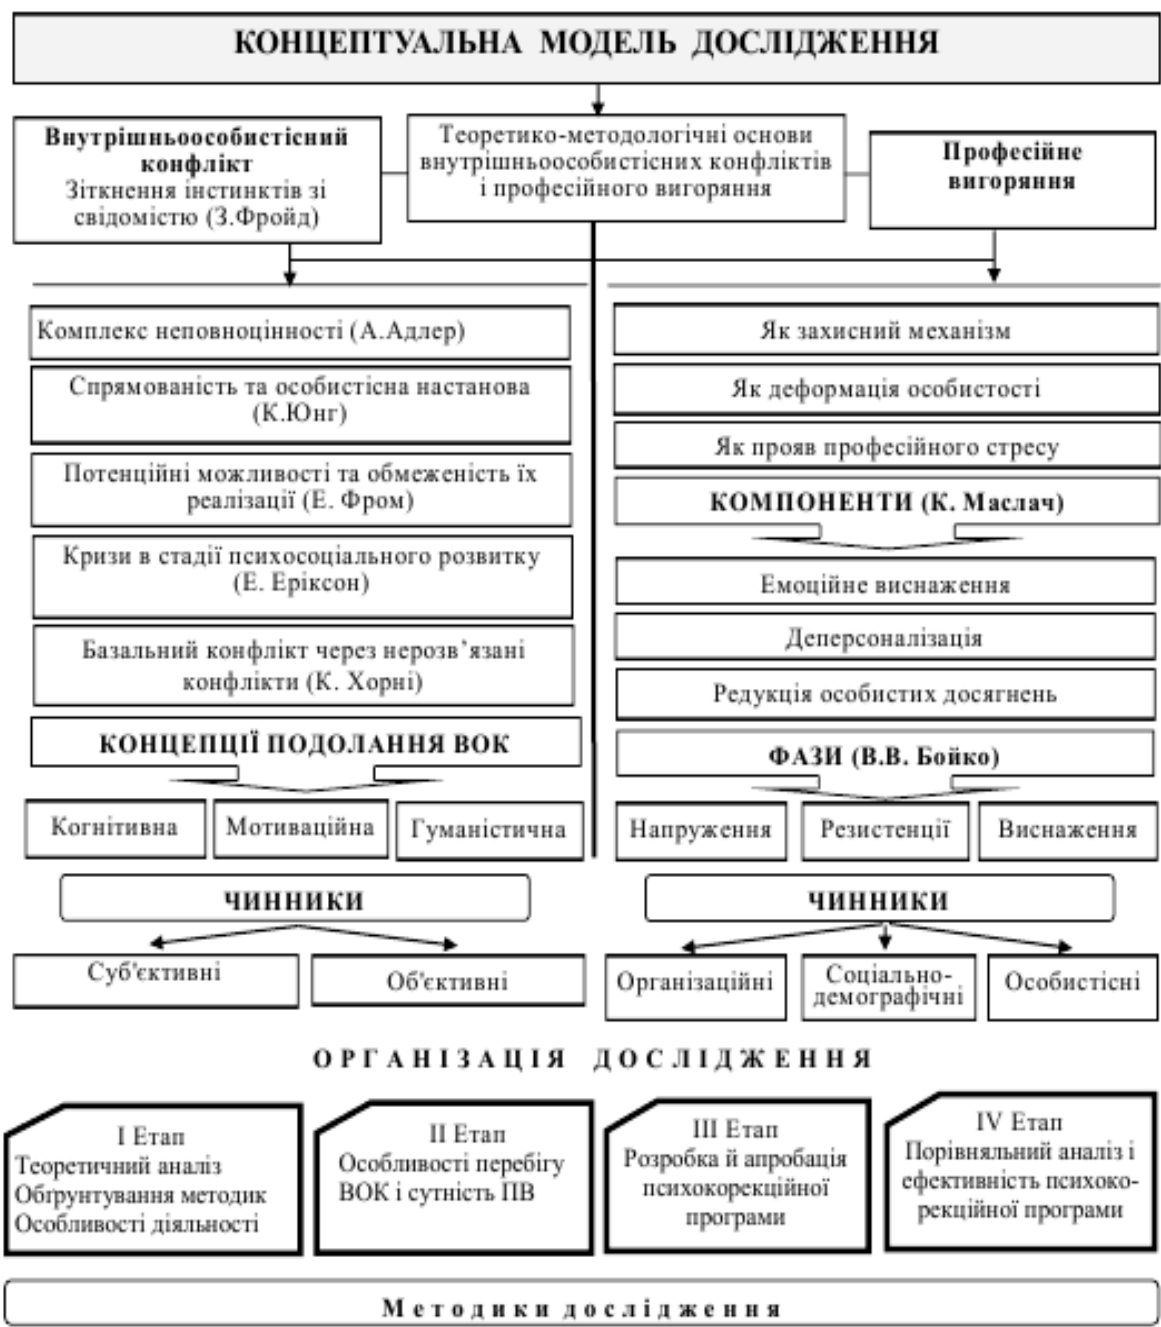 КОНЦЕПТУАЛЬНА МОДЕЛЬ ДОСЛІДЖЕННЯ
Внутрішньоособистісний
конфлікт
Зіткнення інстинктів зі
свідомістю (З.Фройд)
Теоретико-методологічні основи
внутрішньоособистісних конфліктів
і професійного вигоряння
Професійне
вигоряння
Комплекс неповноцінності (А.Адлер)
Спрямованість та особистісна настанова
(К.Юнг)
Потенційні можливості та обмеженість їх
реалізації (Е. Фром)
Кризи в стадії психосоціального розвитку
(Е. Еріксон)
Базальний конфлікт через нерозв’язані
конфлікти (К. Хорні)
КОНЦЕПЦІЇ ПОДОЛАННЯ ВОК
Когнітивна
Мотиваційна
Гуманістична
ЧИННИКИ
Суб'єктивні
Об'єктивні
Як захисний механізм
Як деформація особистості
Як прояв професійного стресу
КОМПОНЕНТИ (К. Маслач)
Емоційне виснаження
Деперсоналізація
Редукція особистих досягнень
ФАЗИ (В.В. Бойко)
Напруження
Резистенції
Виснаження
ЧИННИКИ
Організаційні
Соціально-
демографічні
Особистісні
ОРГАНІЗАЦІЯ ДОСЛІДЖЕННЯ
І Етап
Теоретичний аналіз
Обґрунтування методик
Особливості діяльності
ІІ Етап
Особливості перебігу
ВОК і сутність ПВ
ІІІ Етап
Розробка й апробація
психокорекційної
програми
IV Етап
Порівняльний аналіз і
ефективність психоко-
рекційної програми
Методики дослідження